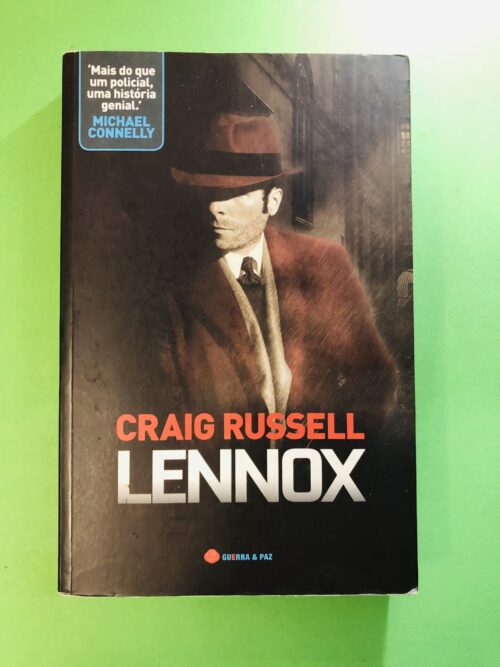 'Mais do que
um policial,
uma história
genial.'
MICHAEL
CONNELLY
CRAIG RUSSELL
LENNOX
GUERRA & PAZ